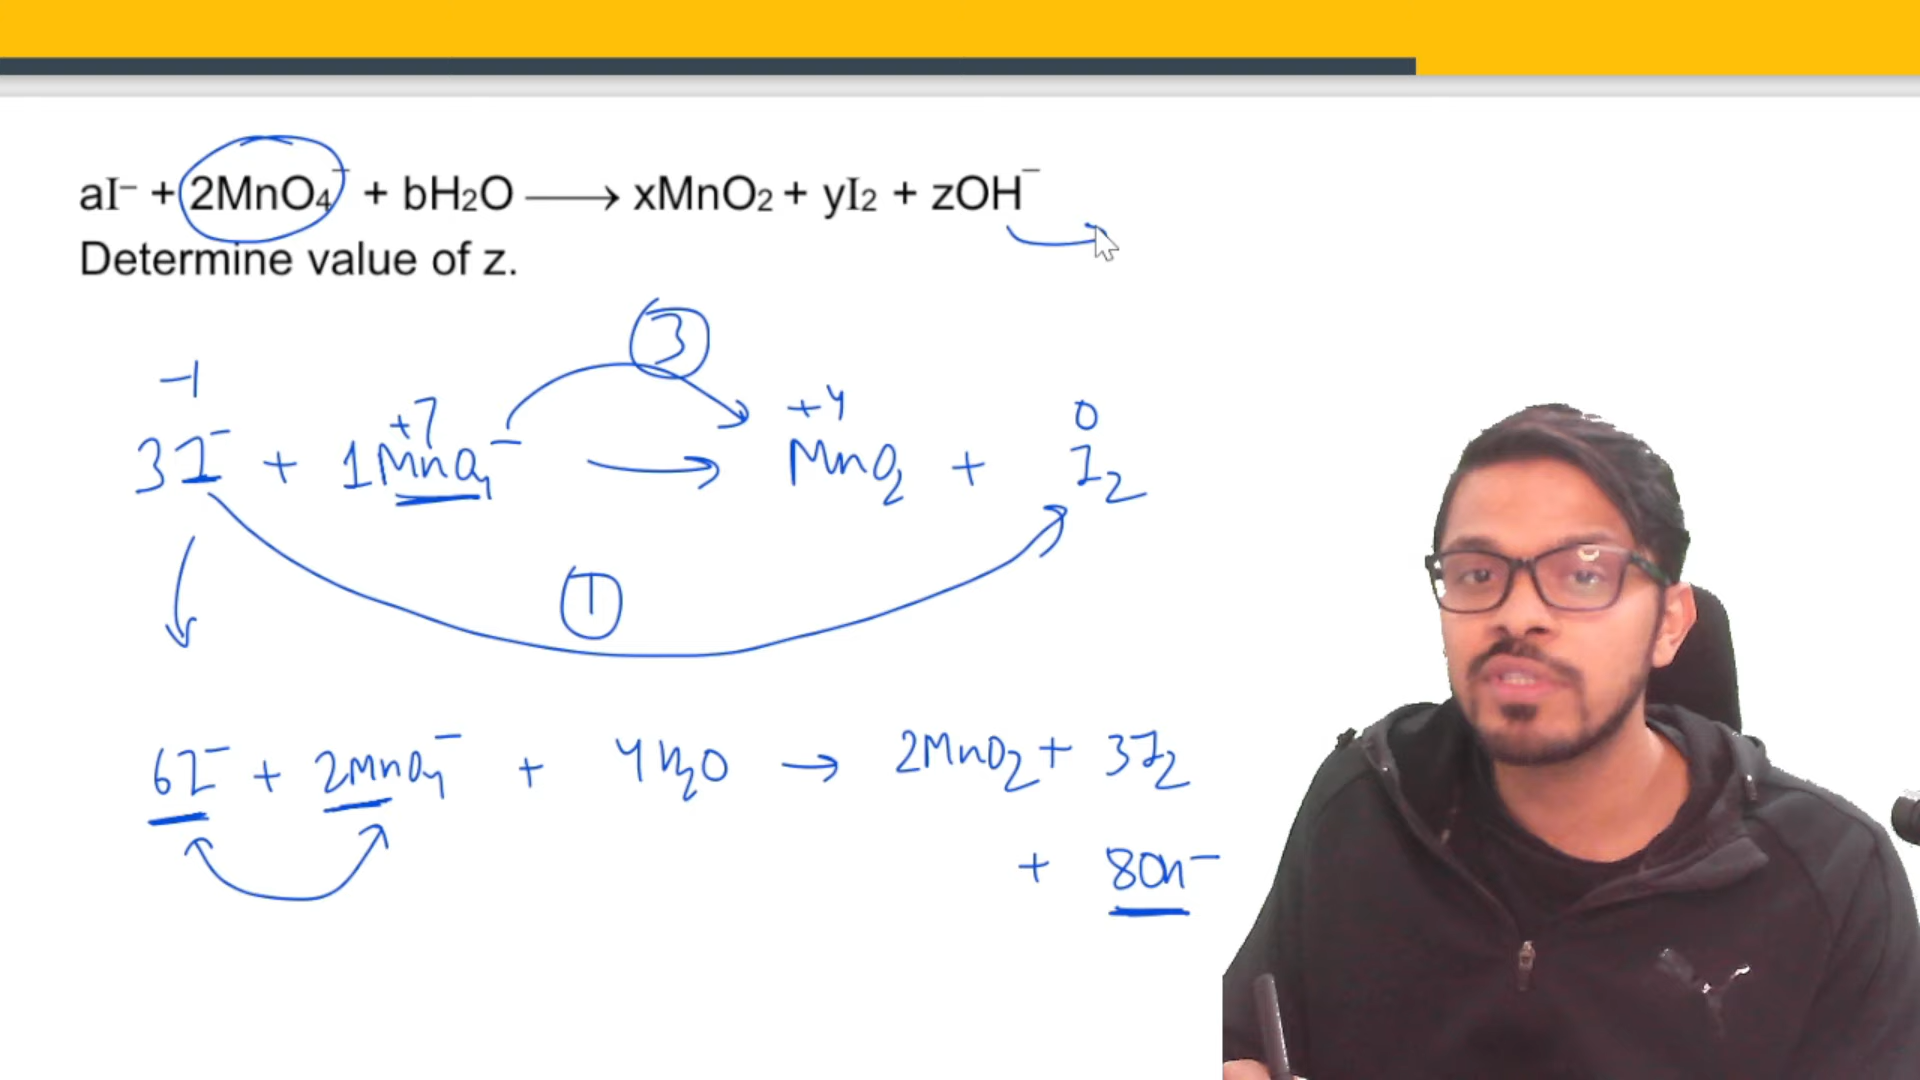 aI⁻ + 2MnO₄⁻ + bH₂O ⟶ xMnO₂ + yI₂ + zOH⁻
Determine value of z.
3
-1 +7 +4 0
3I⁻ + 1MnO₄⁻ ⟶ MnO₂ + I₂
1
6I⁻ + 2MnO₄⁻ + 4H₂O → 2MnO₂ + 3I₂
+ 8OH⁻